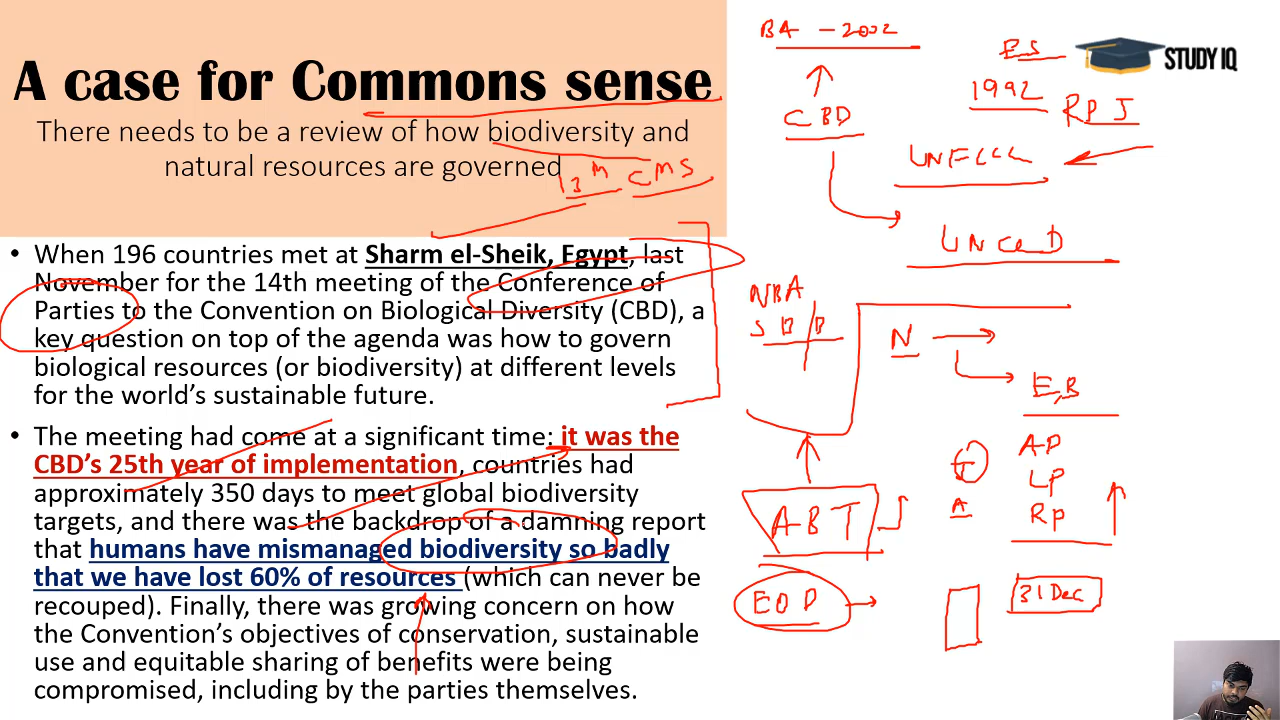 A case for Commons sense
There needs to be a review of how biodiversity and
natural resources are governed
• When 196 countries met at Sharm el-Sheik, Egypt, last
November for the 14th meeting of the Conference of
Parties to the Convention on Biological Diversity (CBD), a
key question on top of the agenda was how to govern
biological resources (or biodiversity) at different levels
for the world's sustainable future.
• The meeting had come at a significant time: it was the
CBD's 25th year of implementation, countries had
approximately 350 days to meet global biodiversity
targets, and there was the backdrop of a damning report
that humans have mismanaged biodiversity so badly
that we have lost 60% of resources (which can never be
recouped). Finally, there was growing concern on how
the Convention's objectives of conservation, sustainable
use and equitable sharing of benefits were being
compromised, including by the parties themselves.
13 CMS
BA - 2002
CBD
ES
1992
RPJ
UNFCCC
NBA
SBB
N
E,B
AP
LP
RP
A
ABT
EOP
31 Dec
STUDY IQ